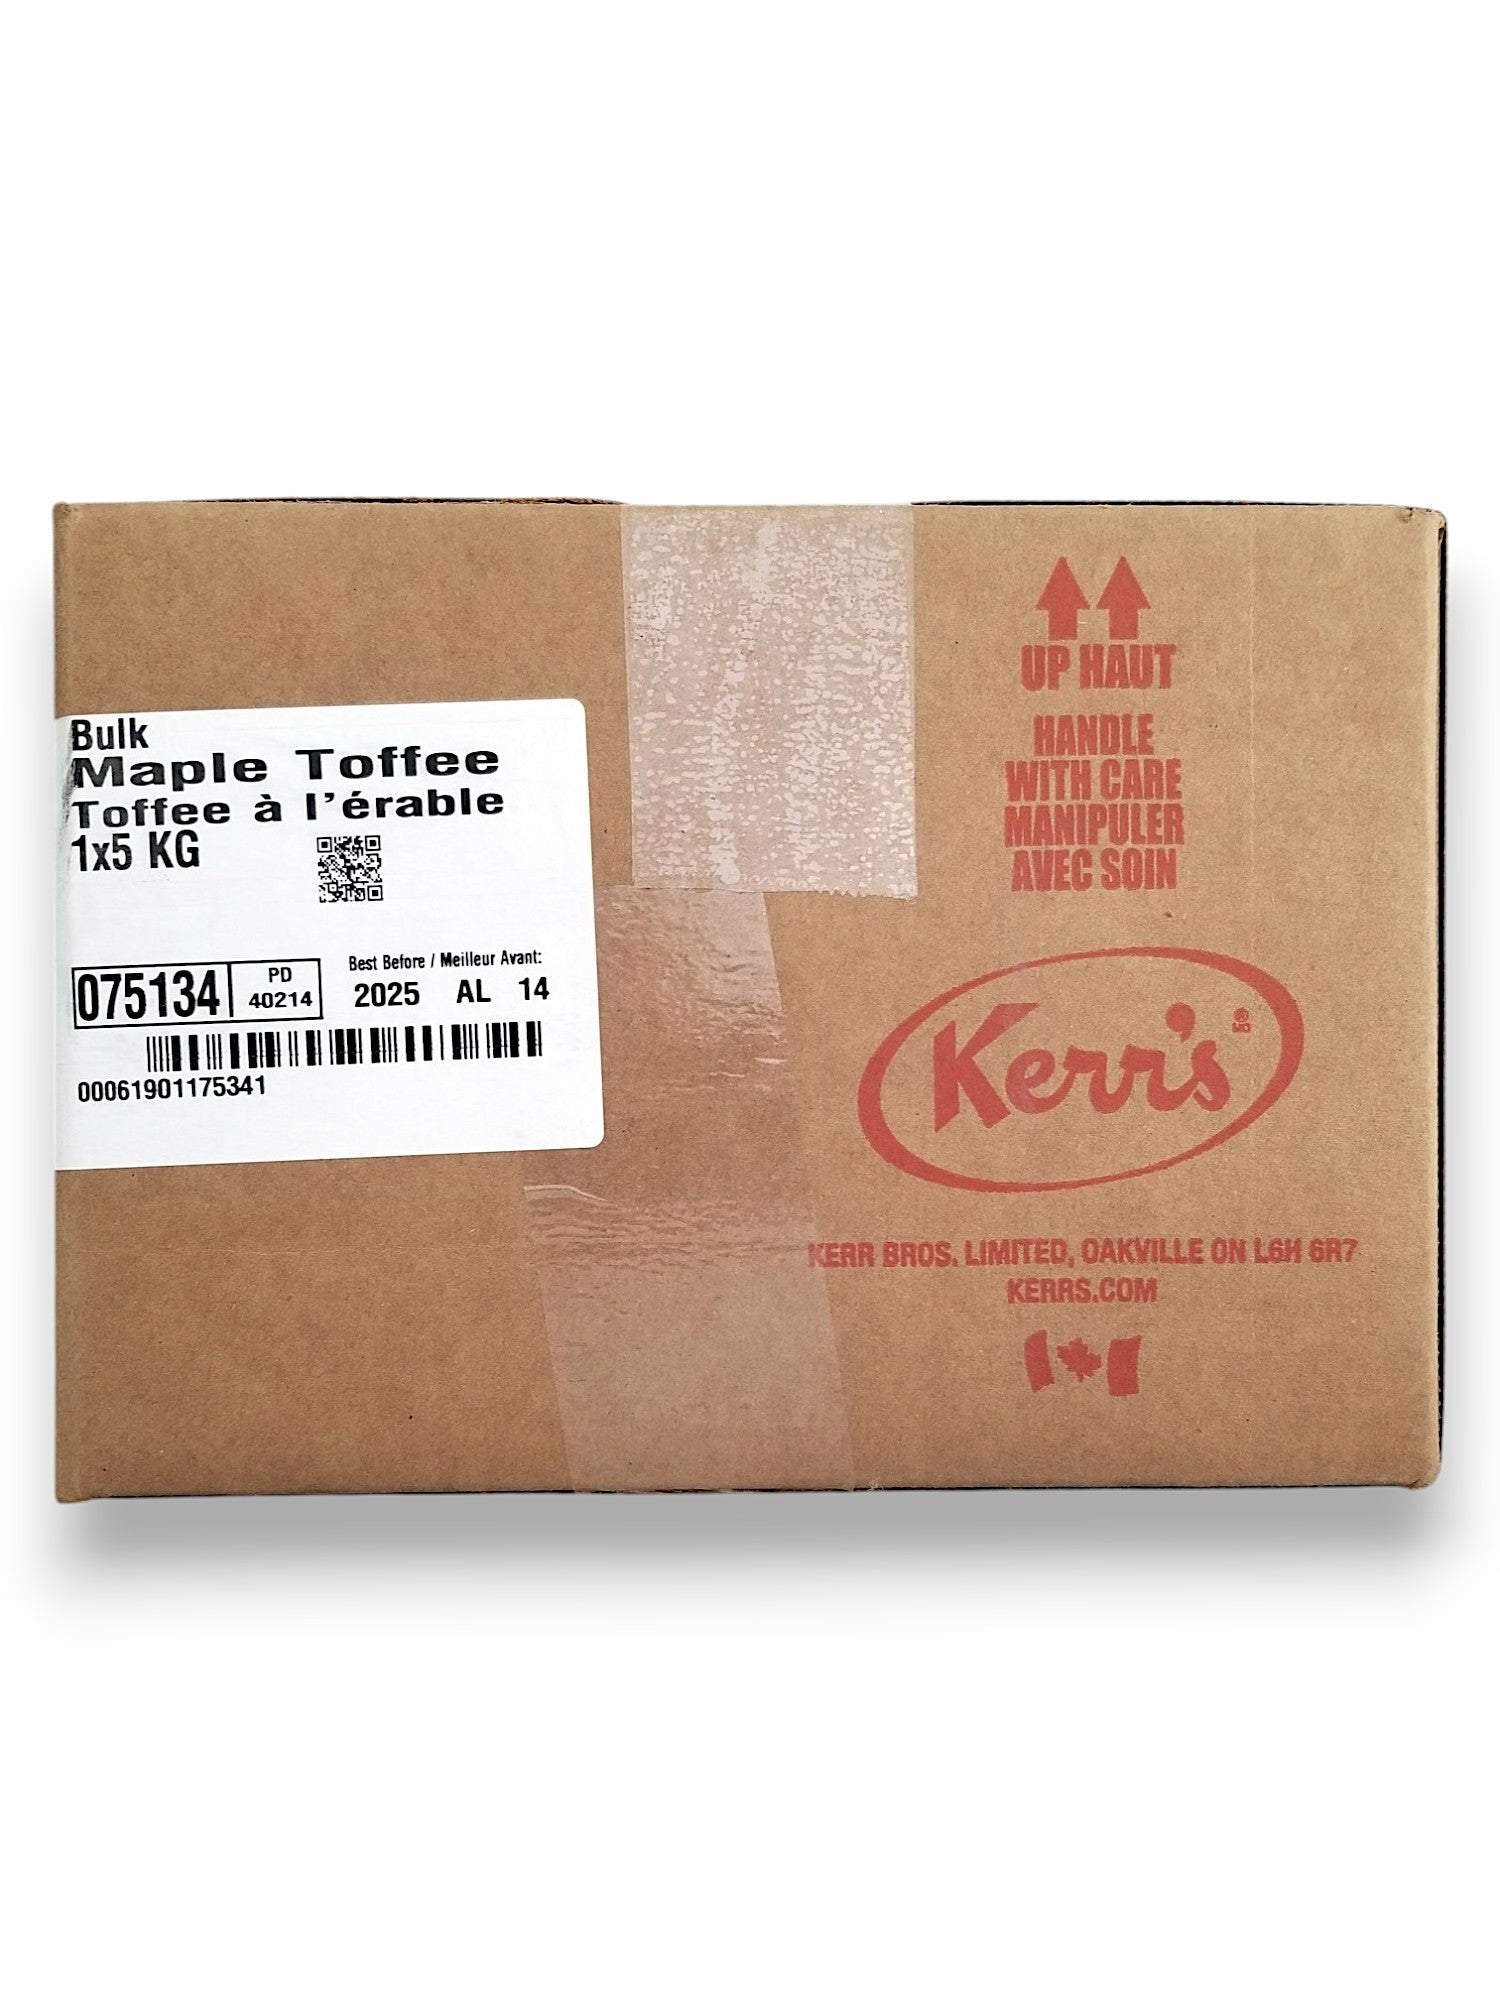 Bulk
Maple Toffee
Toffee à l'érable
1x5 KG
075134
PD
40214
Best Before / Meilleur Avant:
2025 AL 14
00061901175341
UP HAUT
HANDLE
WITH CARE
MANIPULER
AVEC SOIN
Kerr's
® MD
KERR BROS. LIMITED, OAKVILLE ON L6H 6R7
KERRS.COM